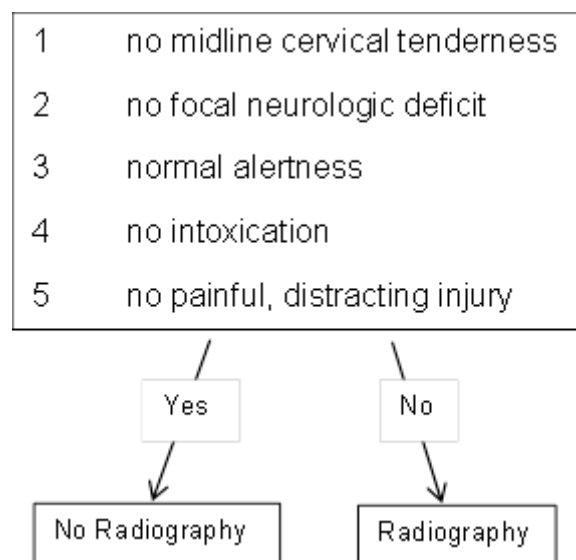 1 no midline cervical tenderness
2 no focal neurologic deficit
3 normal alertness
4 no intoxication
5 no painful, distracting injury
Yes
No
No Radiography
Radiography